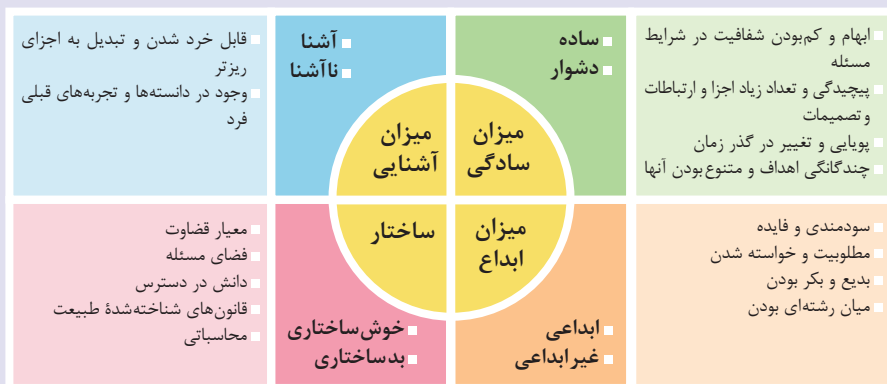 ابهام و کم‌بودن شفافیت در شرایط
مسئله
پیچیدگی و تعداد زیاد اجزا و ارتباطات
و تصمیمات
پویایی و تغییر در گذر زمان
چندگانگی اهداف و متنوع‌بودن آنها
ساده
دشوار
میزان
سادگی
آشنا
ناآشنا
میزان
آشنایی
قابل خرد شدن و تبدیل به اجزای
ریزتر
وجود در دانسته‌ها و تجربه‌های قبلی
فرد
سودمندی و فایده
مطلوبیت و خواسته شدن
بدیع و بکر بودن
میان رشته‌ای بودن
میزان
ابداع
ابداعی
غیرابداعی
ساختار
خوش‌ساختاری
بدساختاری
معیار قضاوت
فضای مسئله
دانش در دسترس
قانون‌های شناخته‌شدهٔ طبیعت
محاسباتی